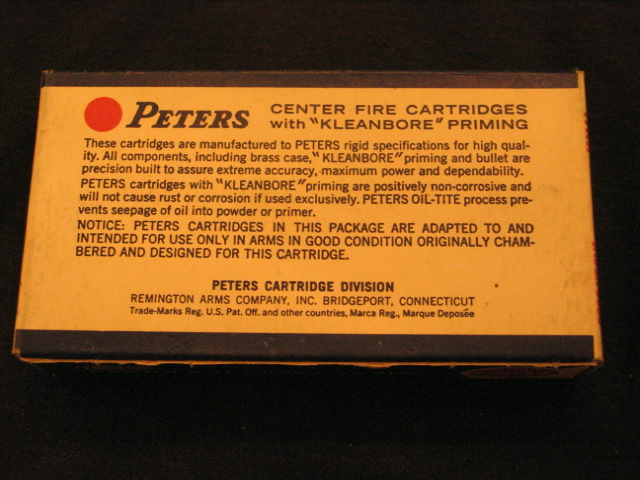 PETERS CENTER FIRE CARTRIDGES
with "KLEANBORE" PRIMING
These cartridges are manufactured to PETERS rigid specifications for high qual-
ity. All components, including brass case, "KLEANBORE" priming and bullet are
precision built to assure extreme accuracy, maximum power and dependability.
PETERS cartridges with "KLEANBORE" priming are positively non-corrosive and
will not cause rust or corrosion if used exclusively. PETERS OIL-TITE process pre-
vents seepage of oil into powder or primer.
NOTICE: PETERS CARTRIDGES IN THIS PACKAGE ARE ADAPTED TO AND
INTENDED FOR USE ONLY IN ARMS IN GOOD CONDITION ORIGINALLY CHAM-
BERED AND DESIGNED FOR THIS CARTRIDGE.
PETERS CARTRIDGE DIVISION
REMINGTON ARMS COMPANY, INC. BRIDGEPORT, CONNECTICUT
Trade-Marks Reg. U.S. Pat. Off. and other countries, Marca Reg., Marque Deposée